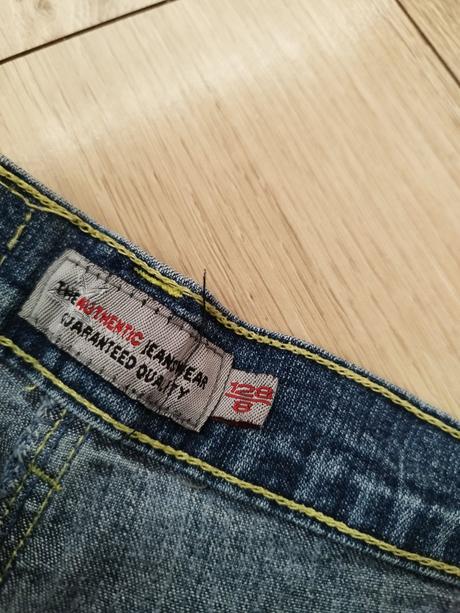 THE AUTHENTIC JEANSWEAR
GUARANTEED QUALITY
128
8